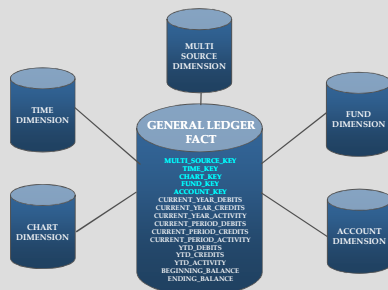 MULTI
SOURCE
DIMENSION
TIME
DIMENSION
FUND
DIMENSION
GENERAL LEDGER
FACT
MULTI_SOURCE_KEY
TIME_KEY
CHART_KEY
FUND_KEY
ACCOUNT_KEY
CURRENT_YEAR_DEBITS
CURRENT_YEAR_CREDITS
CURRENT_YEAR_ACTIVITY
CURRENT_PERIOD_DEBITS
CURRENT_PERIOD_CREDITS
CURRENT_PERIOD_ACTIVITY
YTD_DEBITS
YTD_CREDITS
YTD_ACTIVITY
BEGINNING_BALANCE
ENDING_BALANCE
CHART
DIMENSION
ACCOUNT
DIMENSION